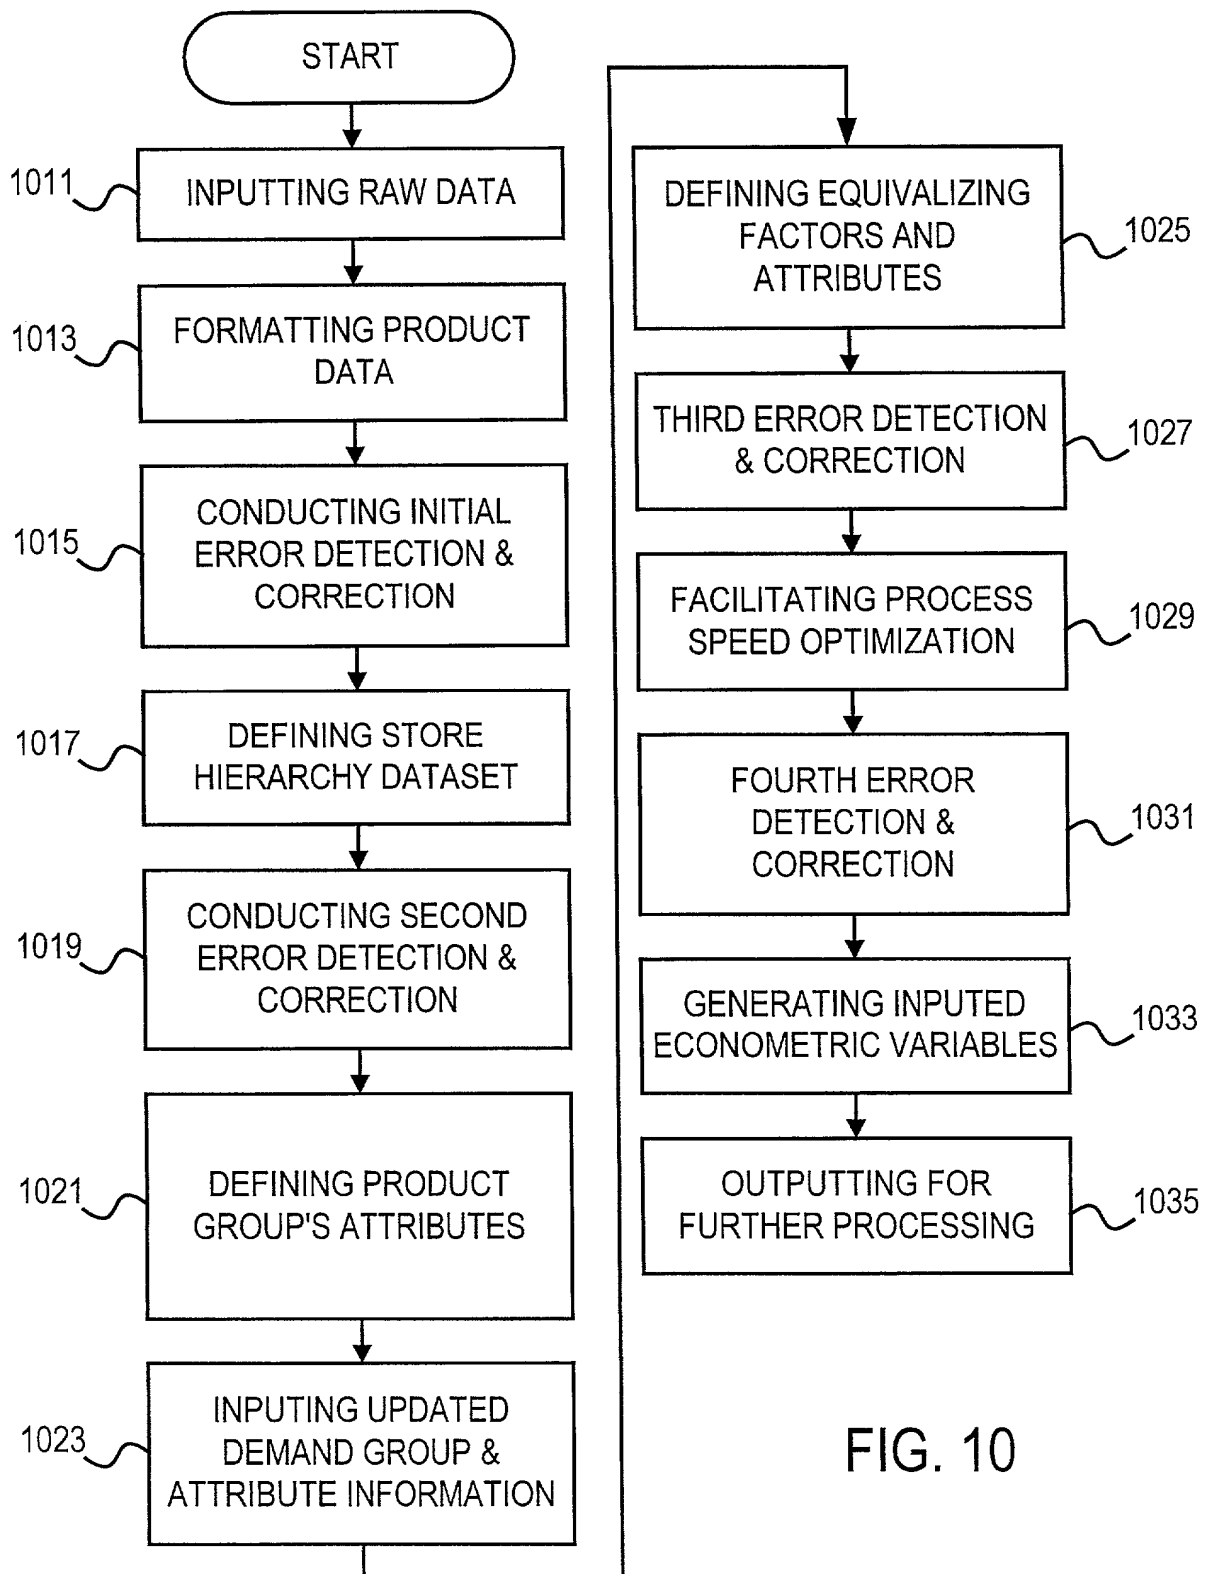 START
1011
INPUTTING RAW DATA
1013
FORMATTING PRODUCT
DATA
1015
CONDUCTING INITIAL
ERROR DETECTION &
CORRECTION
1017
DEFINING STORE
HIERARCHY DATASET
1019
CONDUCTING SECOND
ERROR DETECTION &
CORRECTION
1021
DEFINING PRODUCT
GROUP'S ATTRIBUTES
1023
INPUTING UPDATED
DEMAND GROUP &
ATTRIBUTE INFORMATION
DEFINING EQUIVALIZING
FACTORS AND
ATTRIBUTES
1025
THIRD ERROR DETECTION
& CORRECTION
1027
FACILITATING PROCESS
SPEED OPTIMIZATION
1029
FOURTH ERROR
DETECTION &
CORRECTION
1031
GENERATING INPUTED
ECONOMETRIC VARIABLES
1033
OUTPUTTING FOR
FURTHER PROCESSING
1035
FIG. 10